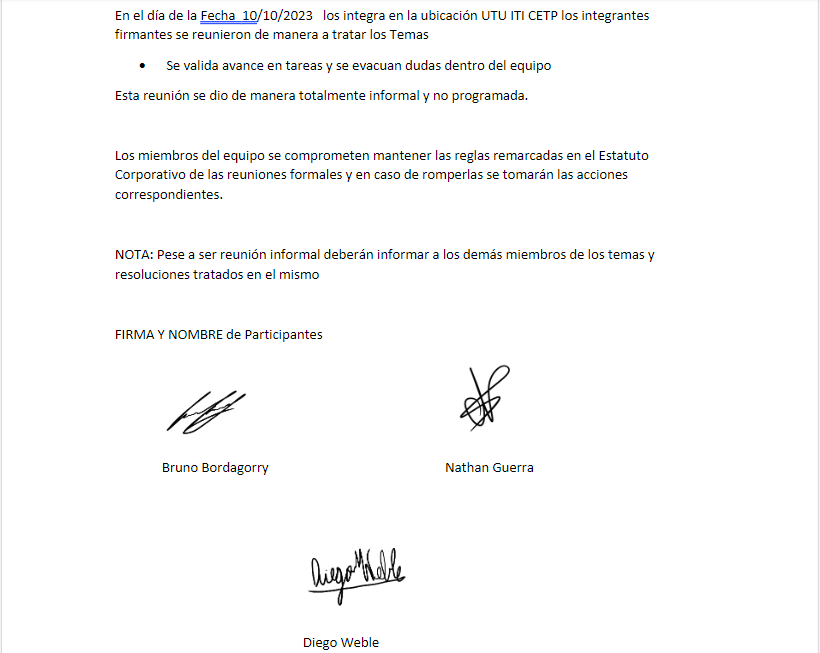 En el día de la Fecha 10/10/2023 los integra en la ubicación UTU ITI CETP los integrantes
firmantes se reunieron de manera a tratar los Temas
• Se valida avance en tareas y se evacuan dudas dentro del equipo
Esta reunión se dio de manera totalmente informal y no programada.
Los miembros del equipo se comprometen mantener las reglas remarcadas en el Estatuto
Corporativo de las reuniones formales y en caso de romperlas se tomarán las acciones
correspondientes.
NOTA: Pese a ser reunión informal deberán informar a los demás miembros de los temas y
resoluciones tratados en el mismo
FIRMA Y NOMBRE de Participantes
Bruno Bordagorry
Nathan Guerra
Diego Weble
Diego Weble